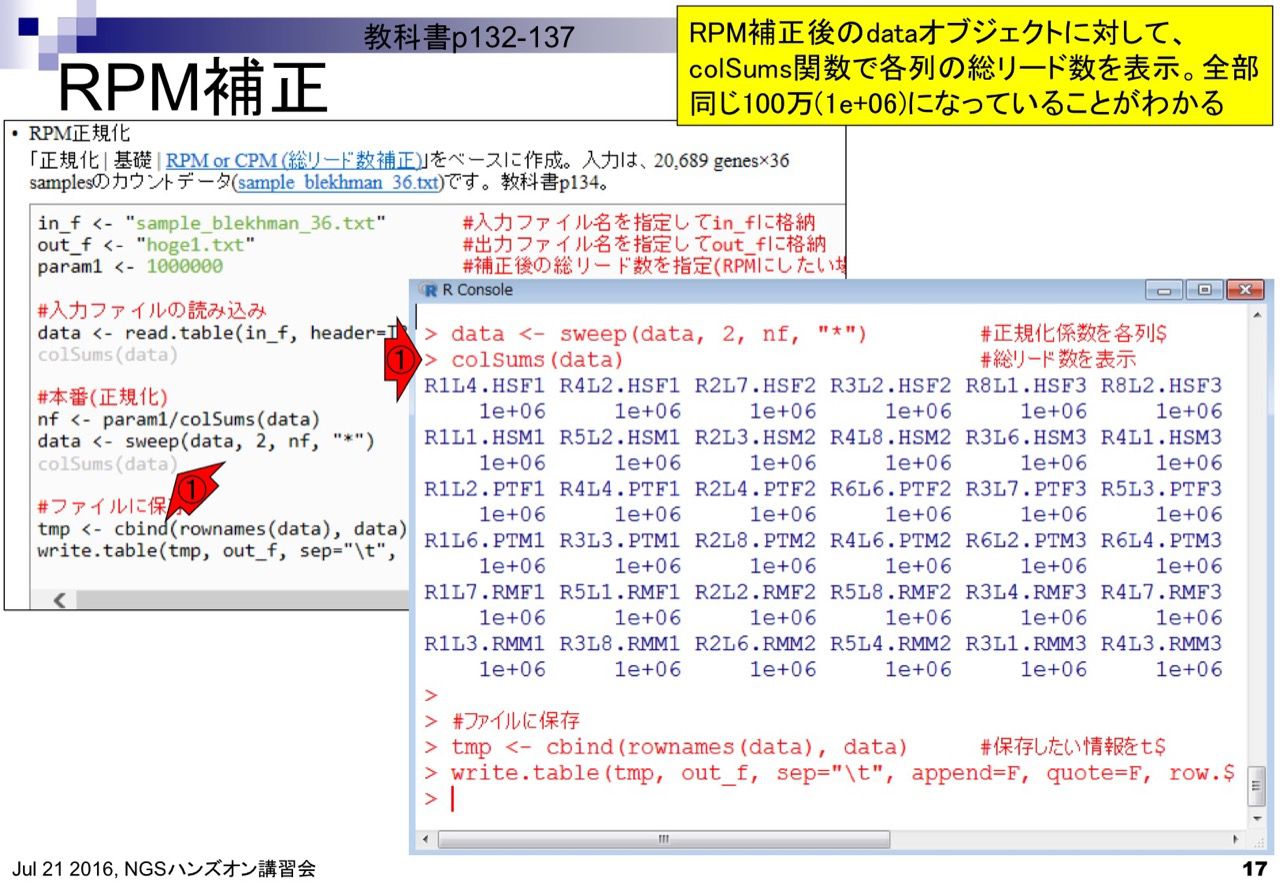 教科書p132-137
RPM補正
RPM補正後のdataオブジェクトに対して、
colSums関数で各列の総リード数を表示。全部
同じ100万(1e+06)になっていることがわかる
• RPM正規化
「正規化 | 基礎 | RPM or CPM (総リード数補正)」をベースに作成。入力は、20,689 genes×36
samplesのカウントデータ(sample_blekhman_36.txt)です。教科書p134。
in_f <- "sample_blekhman_36.txt" #入力ファイル名を指定してin_fに格納
out_f <- "hoge1.txt" #出力ファイル名を指定してout_fに格納
param1 <- 1000000 #補正後の総リード数を指定(RPMにしたい
#入力ファイルの読み込み
data <- read.table(in_f, header=
colSums(data)
#本番(正規化)
nf <- param1/colSums(data)
data <- sweep(data, 2, nf, "*")
colSums(data)
①
#ファイルに保
tmp <- cbind(rownames(data), data)
write.table(tmp, out_f, sep="\t",
R Console
> data <- sweep(data, 2, nf, "*") #正規化係数を各列$
①
> colSums(data) #総リード数を表示
R1L4.HSF1 R4L2.HSF1 R2L7.HSF2 R3L2.HSF2 R8L1.HSF3 R8L2.HSF3
1e+06 1e+06 1e+06 1e+06 1e+06 1e+06
R1L1.HSM1 R5L2.HSM1 R2L3.HSM2 R4L8.HSM2 R3L6.HSM3 R4L1.HSM3
1e+06 1e+06 1e+06 1e+06 1e+06 1e+06
R1L2.PTF1 R4L4.PTF1 R2L4.PTF2 R6L6.PTF2 R3L7.PTF3 R5L3.PTF3
1e+06 1e+06 1e+06 1e+06 1e+06 1e+06
R1L6.PTM1 R3L3.PTM1 R2L8.PTM2 R4L6.PTM2 R6L2.PTM3 R6L4.PTM3
1e+06 1e+06 1e+06 1e+06 1e+06 1e+06
R1L7.RMF1 R5L1.RMF1 R2L2.RMF2 R5L8.RMF2 R3L4.RMF3 R4L7.RMF3
1e+06 1e+06 1e+06 1e+06 1e+06 1e+06
R1L3.RMM1 R3L8.RMM1 R2L6.RMM2 R5L4.RMM2 R3L1.RMM3 R4L3.RMM3
1e+06 1e+06 1e+06 1e+06 1e+06 1e+06
>
> #ファイルに保存
> tmp <- cbind(rownames(data), data) #保存したい情報をt$
> write.table(tmp, out_f, sep="\t", append=F, quote=F, row.$
>
Jul 21 2016, NGSハンズオン講習会
17